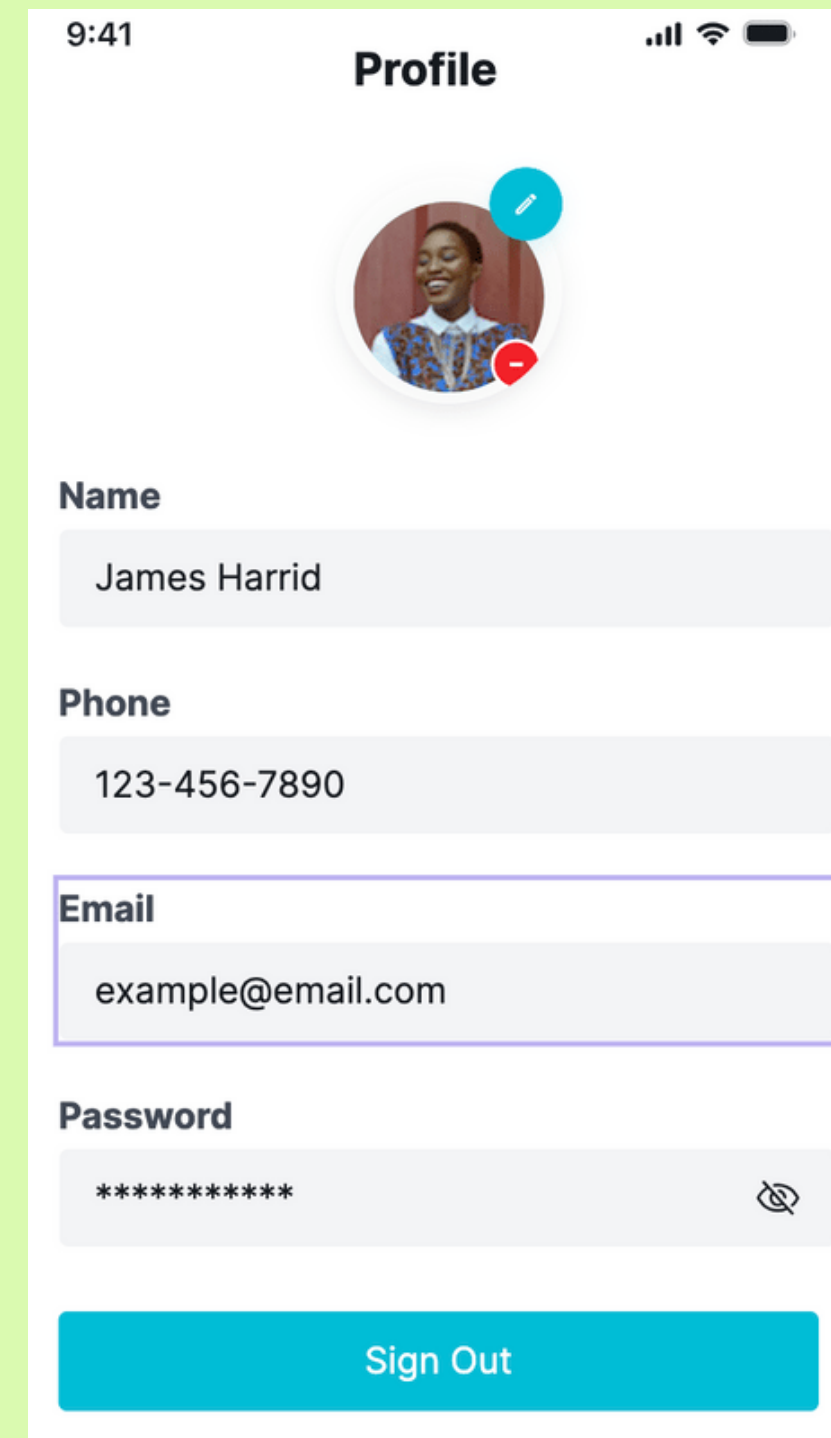 9:41
Profile
Name
James Harrid
Phone
123-456-7890
Email
example@email.com
Password
***********
Sign Out